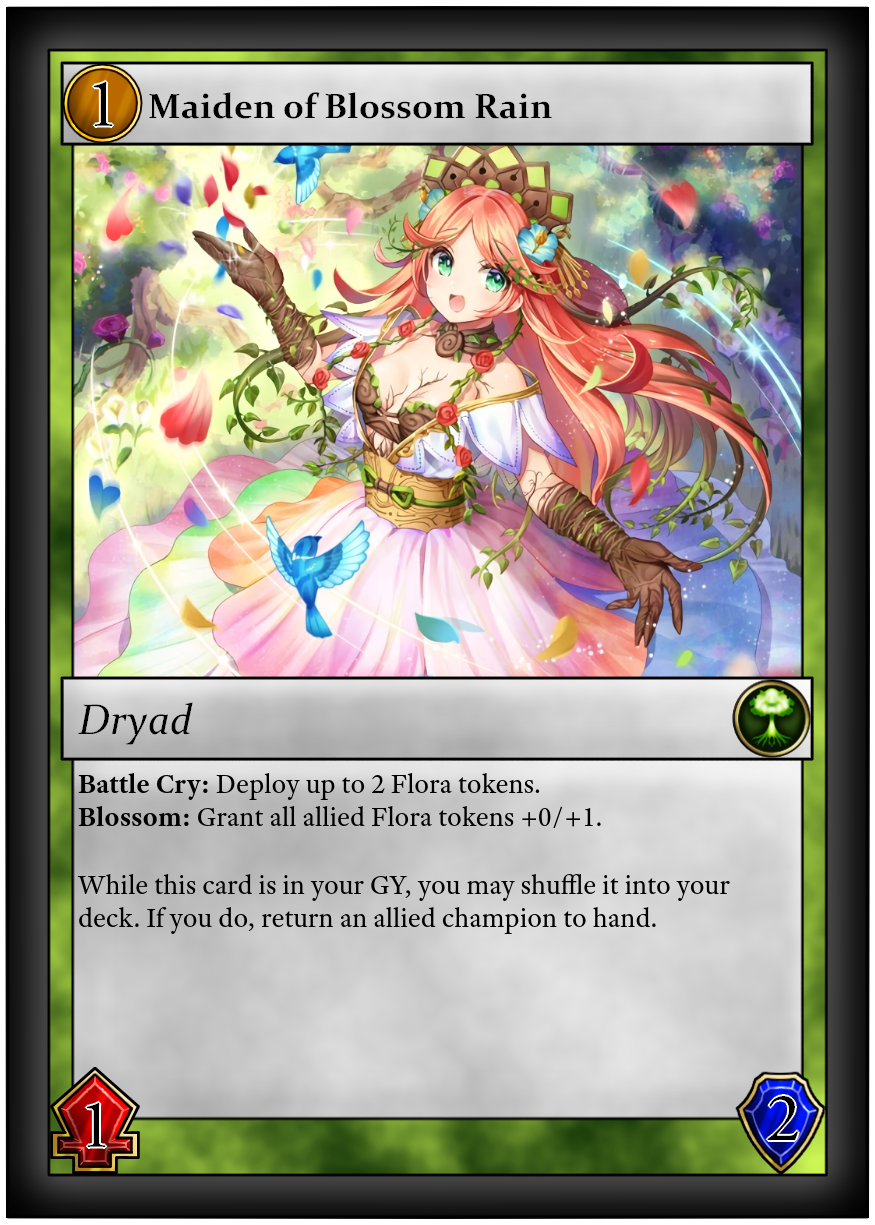 1 Maiden of Blossom Rain
Dryad
Battle Cry: Deploy up to 2 Flora tokens.
Blossom: Grant all allied Flora tokens +0/+1.
While this card is in your GY, you may shuffle it into your
deck. If you do, return an allied champion to hand.
1 2